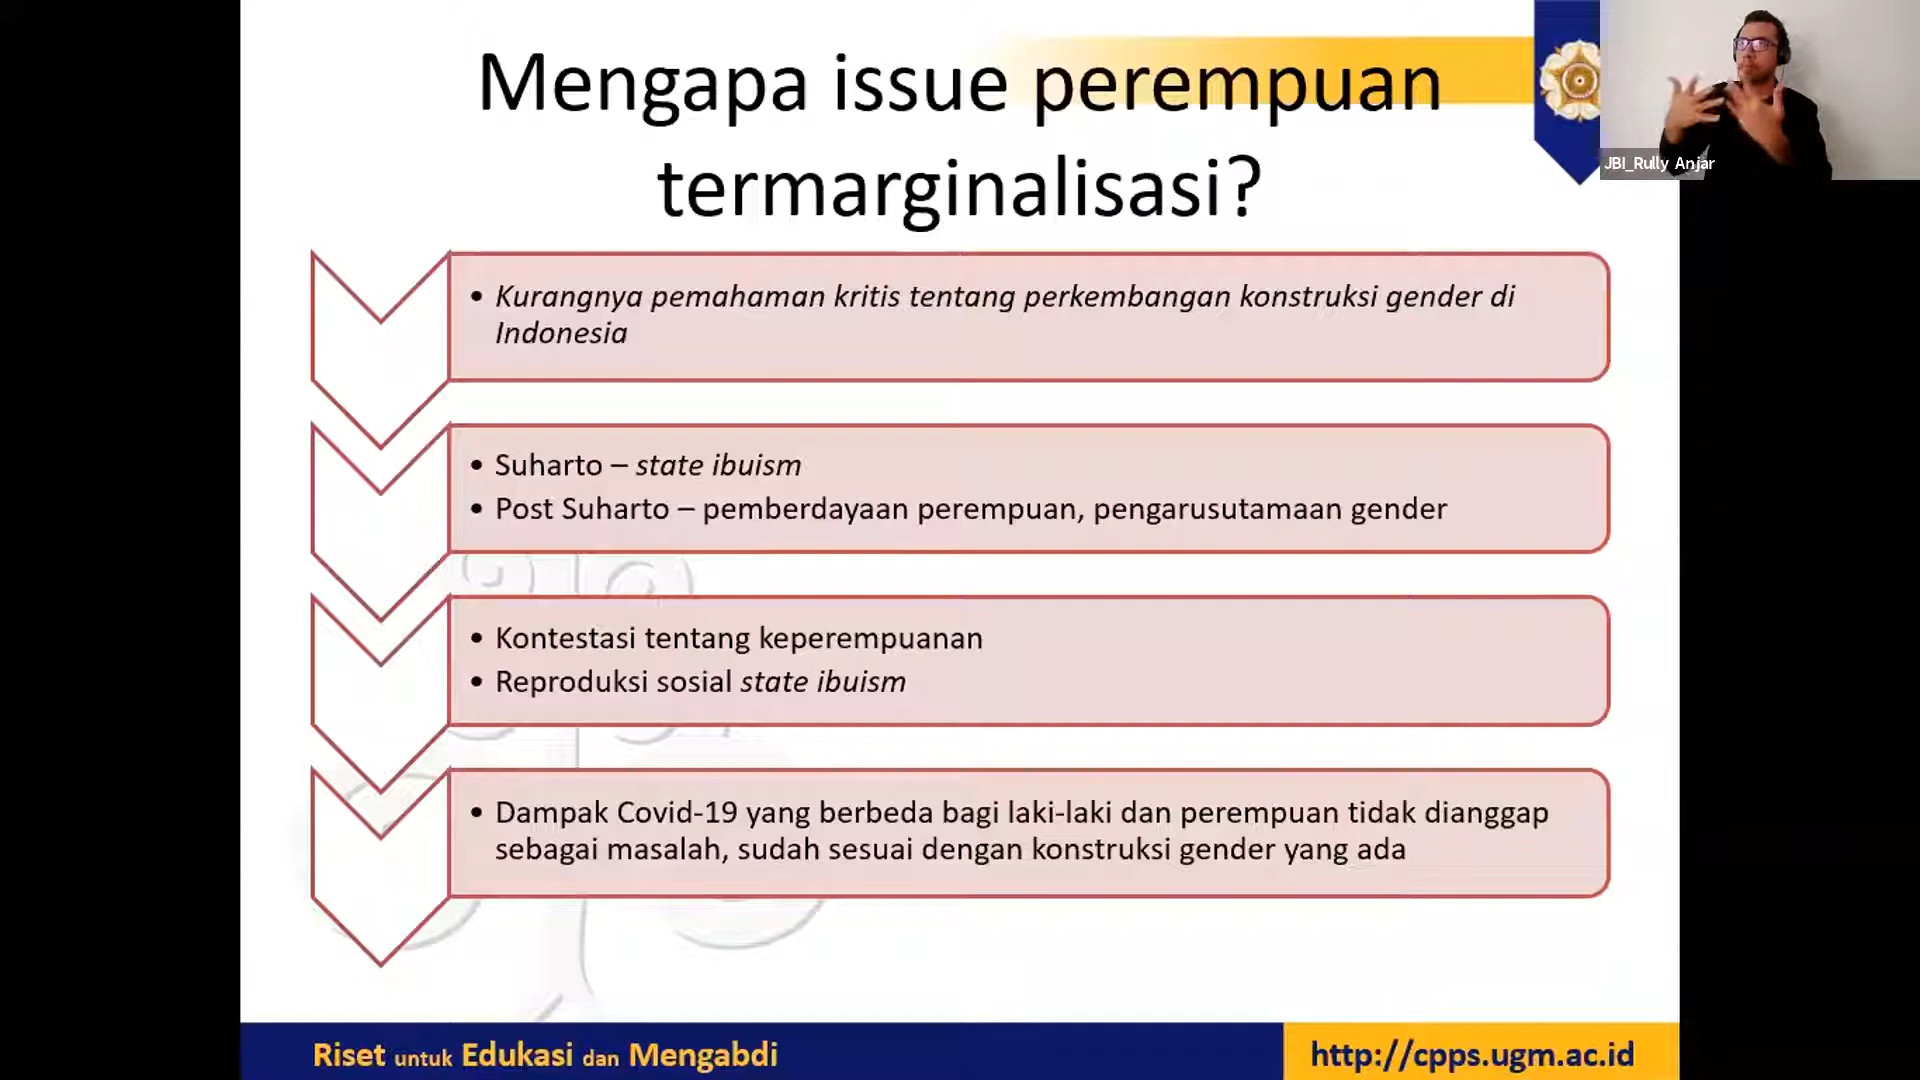 Mengapa issue perempuan
termarginalisasi?
JBI_Rully Anjar
• Kurangnya pemahaman kritis tentang perkembangan konstruksi gender di
Indonesia
• Suharto – state ibuism
• Post Suharto – pemberdayaan perempuan, pengarusutamaan gender
• Kontestasi tentang keperempuanan
• Reproduksi sosial state ibuism
• Dampak Covid-19 yang berbeda bagi laki-laki dan perempuan tidak dianggap
sebagai masalah, sudah sesuai dengan konstruksi gender yang ada
Riset untuk Edukasi dan Mengabdi
http://cpps.ugm.ac.id